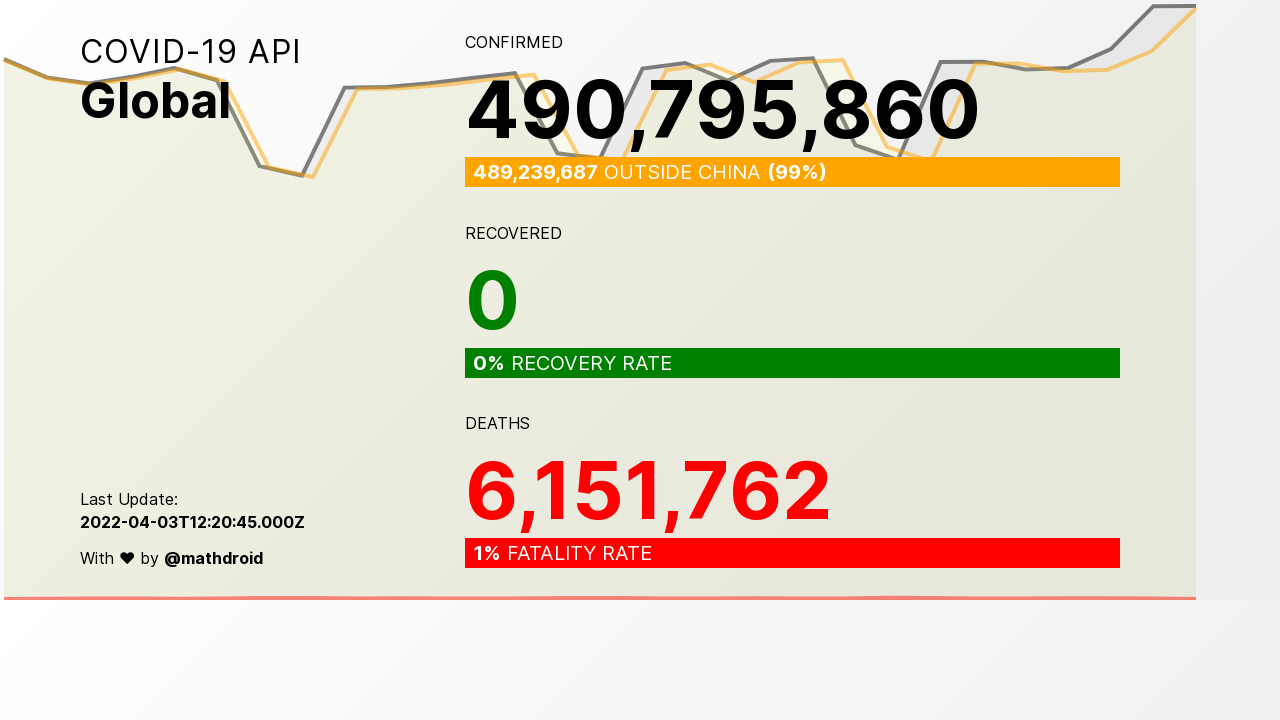 COVID-19 API
Global
CONFIRMED
490,795,860
489,239,687 OUTSIDE CHINA (99%)
RECOVERED
0
0% RECOVERY RATE
DEATHS
6,151,762
1% FATALITY RATE
Last Update:
2022-04-03T12:20:45.000Z
With ❤ by @mathdroid